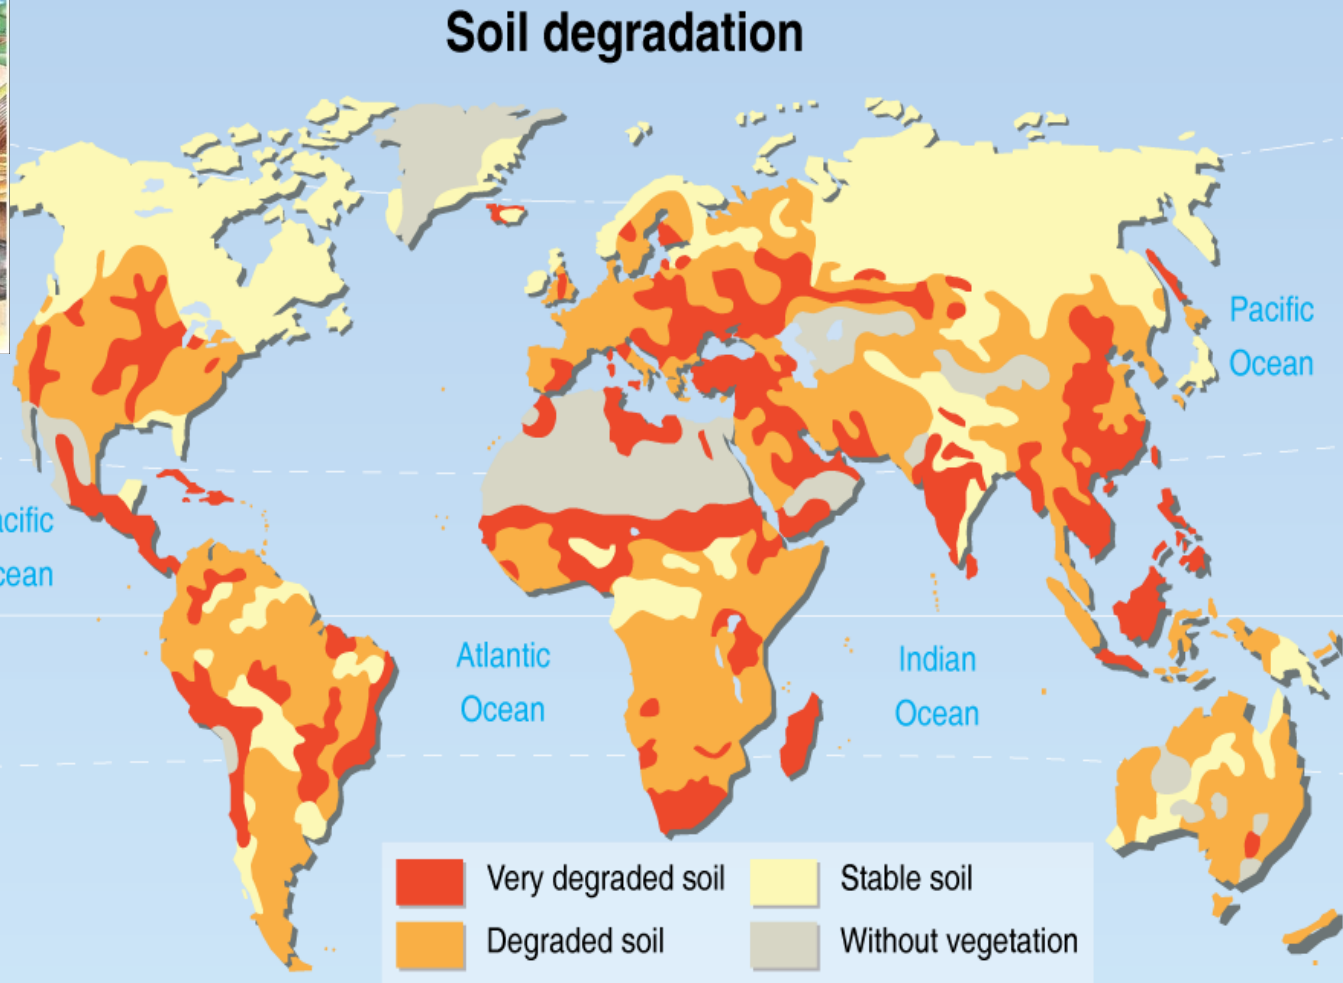 Soil degradation
Pacific
Ocean
acific
cean
Atlantic
Ocean
Indian
Ocean
Very degraded soil
Stable soil
Degraded soil
Without vegetation